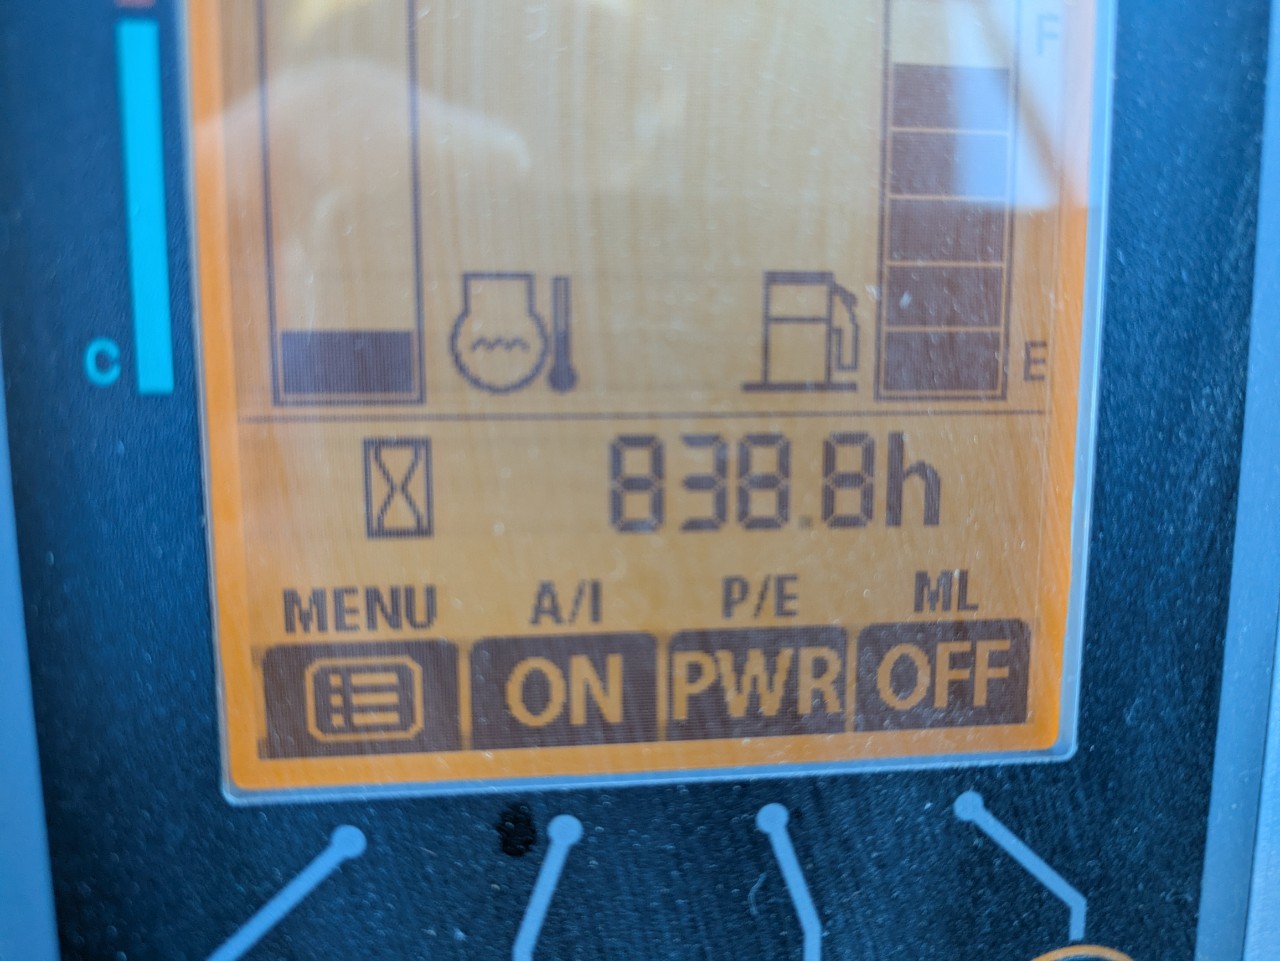 F
C
E
838.8h
MENU A/I P/E ML
ON PWR OFF